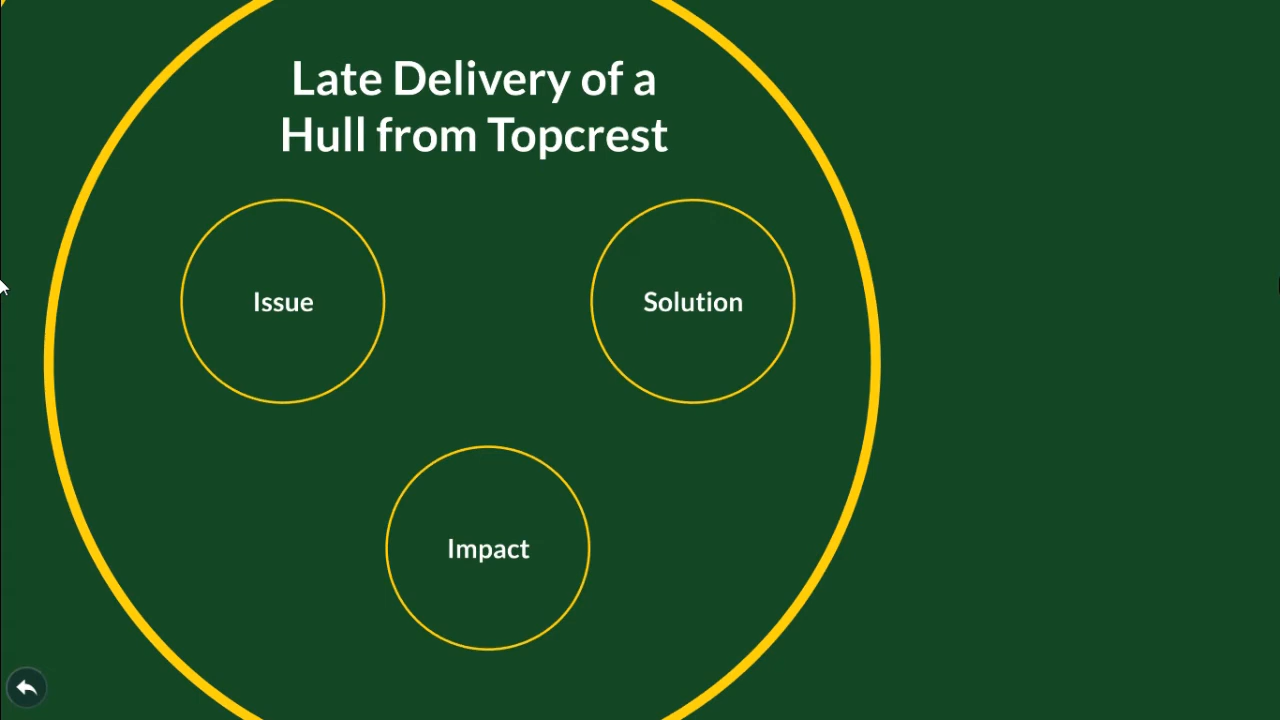 Late Delivery of a
Hull from Topcrest
Issue
Solution
Impact